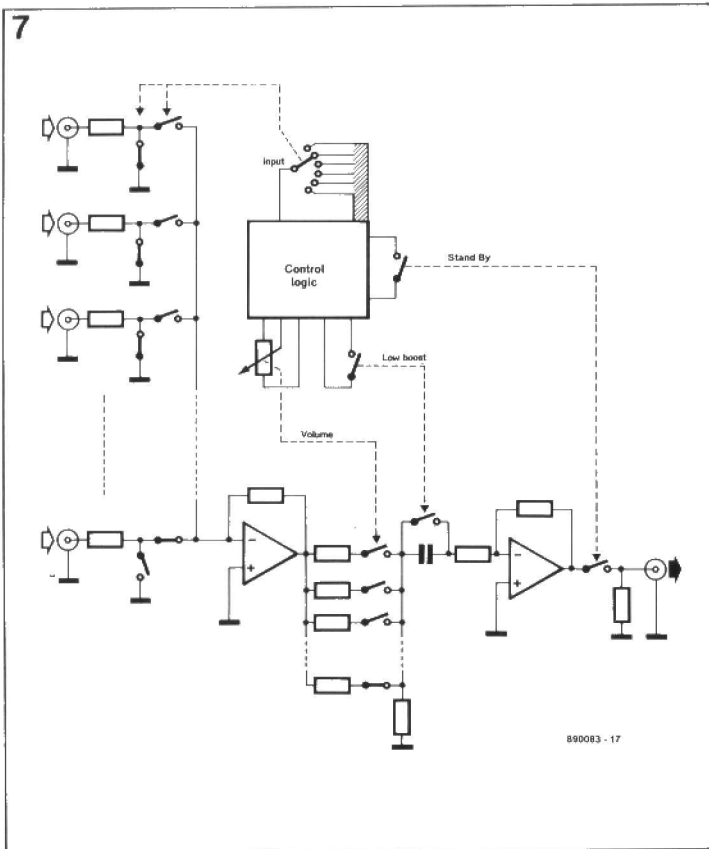 7
input
Control
logic
Stand By
Low boost
Volume
-
+
-
+
890083 - 17